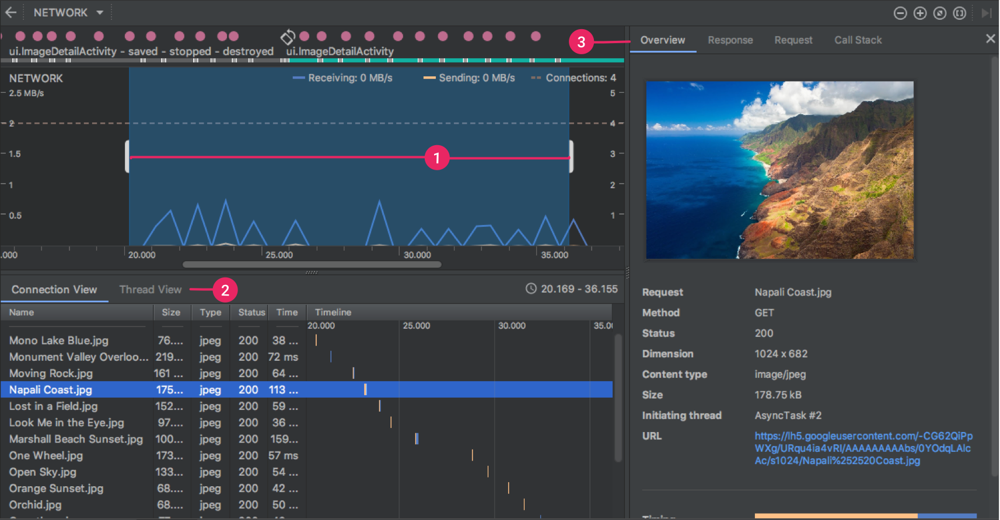 NETWORK
3
Overview
Response
Request
Call Stack
ui.ImageDetailActivity - saved - stopped - destroyed
ui.ImageDetailActivity
NETWORK
Receiving: 0 MB/s
Sending: 0 MB/s
Connections: 4
2.5 MB/s
5
2
4
1.5
1
3
1
2
0.5
1
.000
20.000
25.000
30.000
35.000
Connection View
Thread View
2
20.169 - 36.155
Name Size Type Status Time Timeline
20.000 25.000 30.000 35.0
Mono Lake Blue.jpg 76.... jpeg 200 38 ...
Monument Valley Overloo... 219... jpeg 200 72 ms
Moving Rock.jpg 161 ... jpeg 200 64 ...
Napali Coast.jpg 175... jpeg 200 113 ...
Lost in a Field.jpg 152... jpeg 200 59 ...
Look Me in the Eye.jpg 97.... jpeg 200 36 ...
Marshall Beach Sunset.jpg 100... jpeg 200 159...
One Wheel.jpg 173... jpeg 200 57 ms
Open Sky.jpg 133... jpeg 200 54 ...
Orange Sunset.jpg 68.... jpeg 200 42 ...
Orchid.jpg 68.... jpeg 200 50 ...
Request Napali Coast.jpg
Method GET
Status 200
Dimension 1024 x 682
Content type image/jpeg
Size 178.75 kB
Initiating thread AsyncTask #2
URL https://lh5.googleusercontent.com/-CG62QiPp
WXg/URqu4ia4vRI/AAAAAAAAAbs/0YOdqLAlc
Ac/s1024/Napali%252520Coast.jpg
Timing